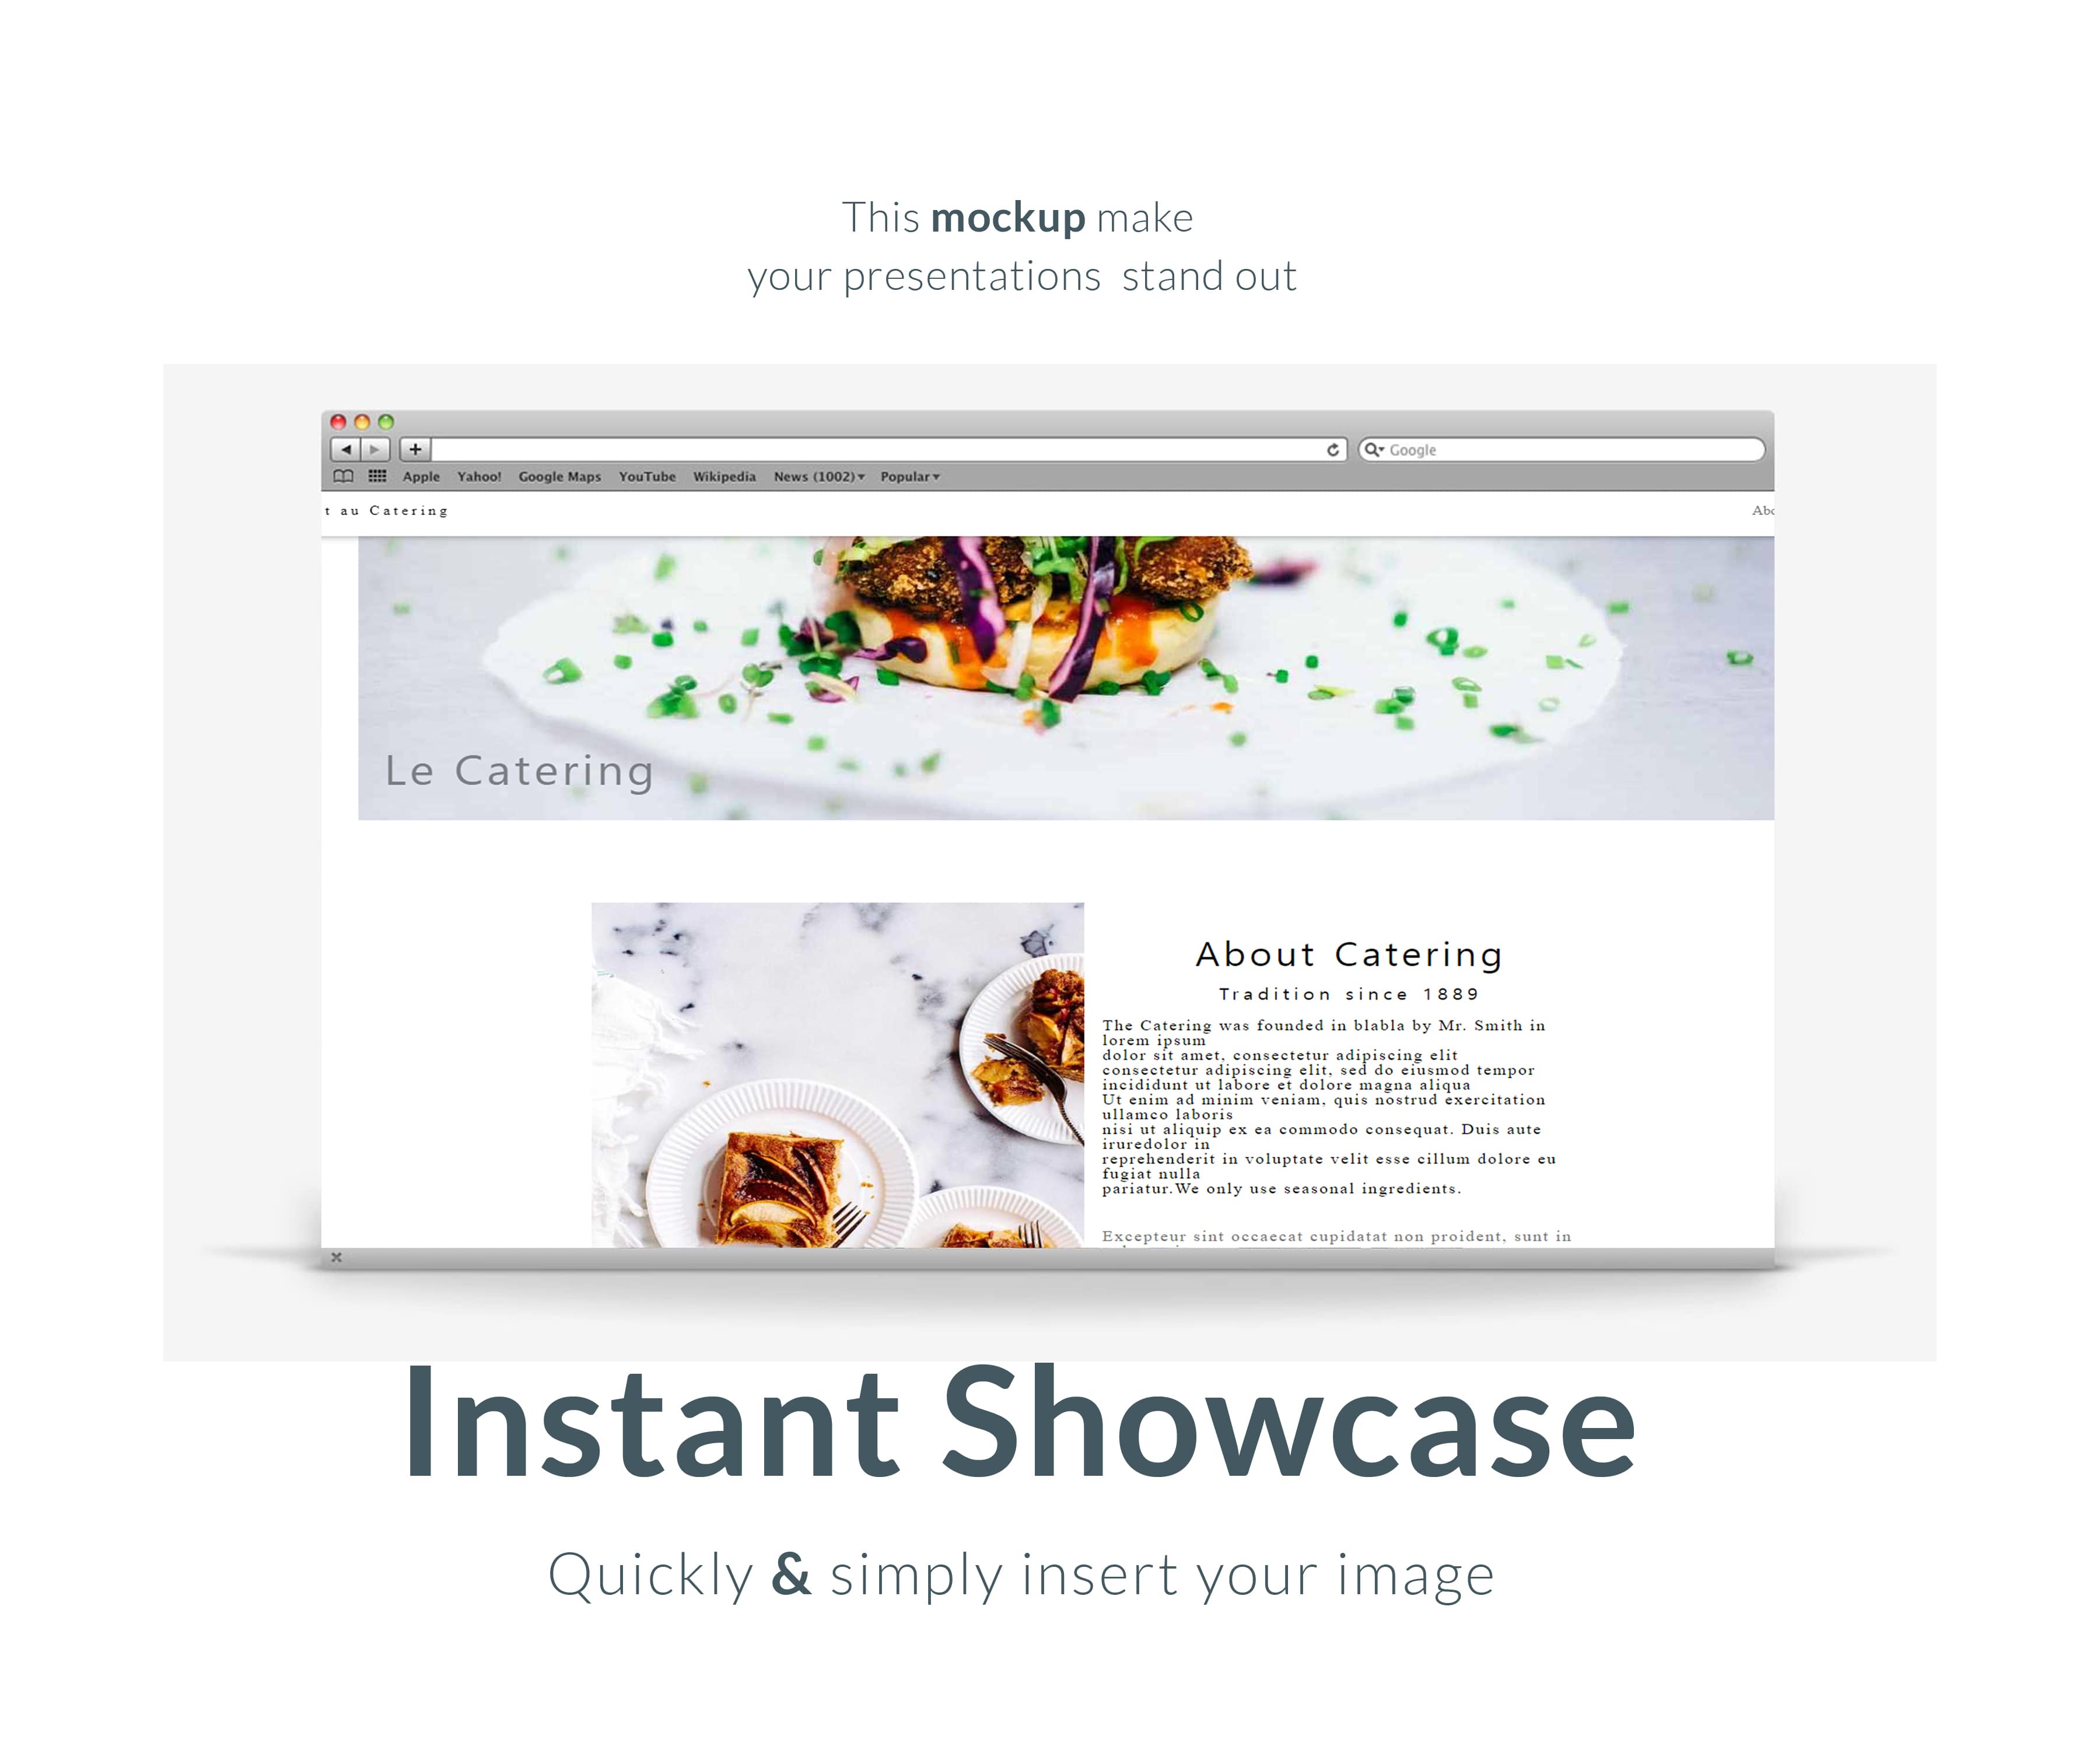 This mockup make
your presentations stand out
Google
Apple Yahoo! Google Maps YouTube Wikipedia News (1002) Popular
t au Catering
Le Catering
About Catering
Tradition since 1889
The Catering was founded in blabla by Mr. Smith in
lorem ipsum
dolor sit amet, consectetur adipiscing elit
consectetur adipiscing elit, sed do eiusmod tempor
incididunt ut labore et dolore magna aliqua
Ut enim ad minim veniam, quis nostrud exercitation
ullamco laboris
nisi ut aliquip ex ea commodo consequat. Duis aute
iruredolor in
reprehenderit in voluptate velit esse cillum dolore eu
fugiat nulla
pariatur.We only use seasonal ingredients.
Excepteur sint occaecat cupidatat non proident, sunt in
Instant Showcase
Quickly & simply insert your image